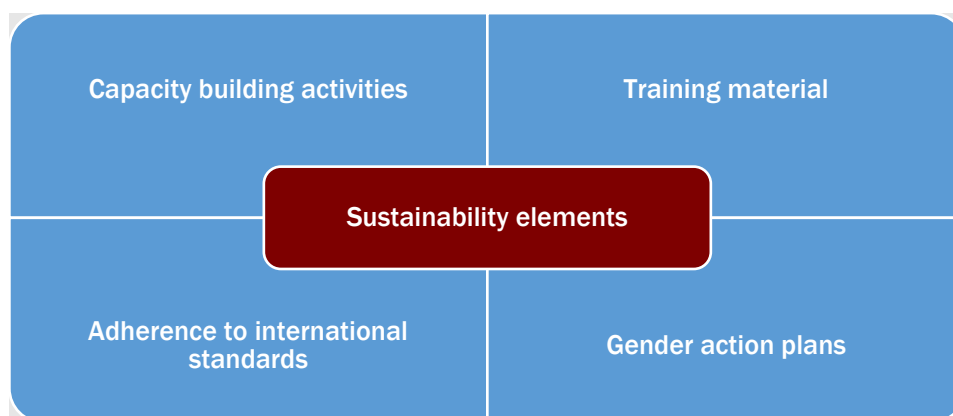 Capacity building activities
Training material
Sustainability elements
Adherence to international
standards
Gender action plans